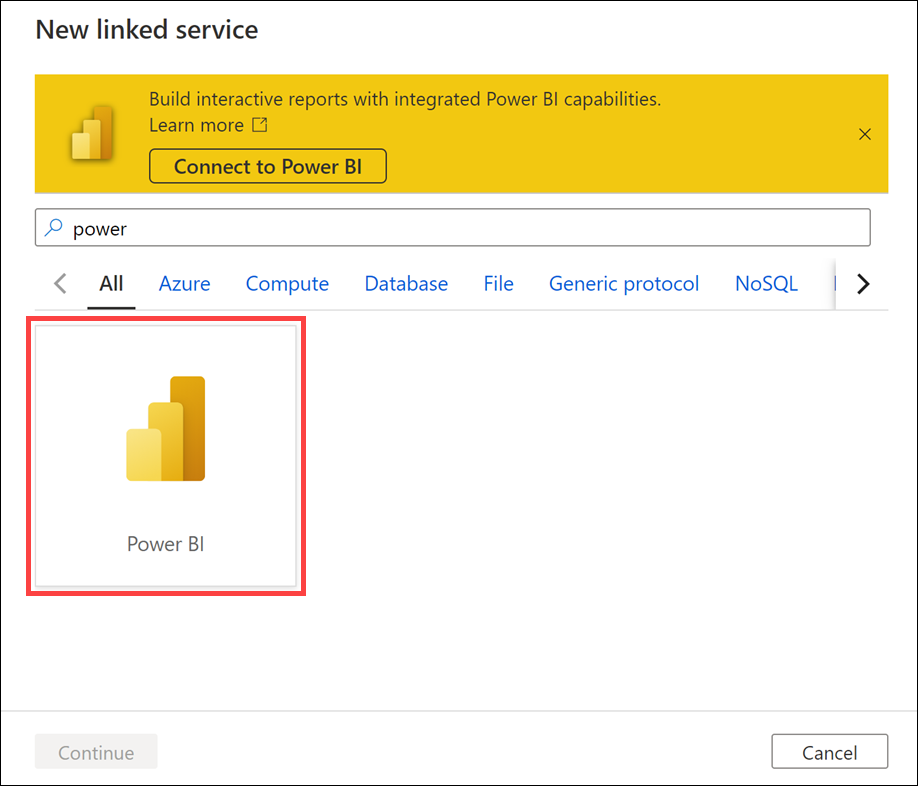 New linked service
Build interactive reports with integrated Power BI capabilities.
Learn more
Connect to Power BI
power
All Azure Compute Database File Generic protocol NoSQL
Power BI
Continue Cancel